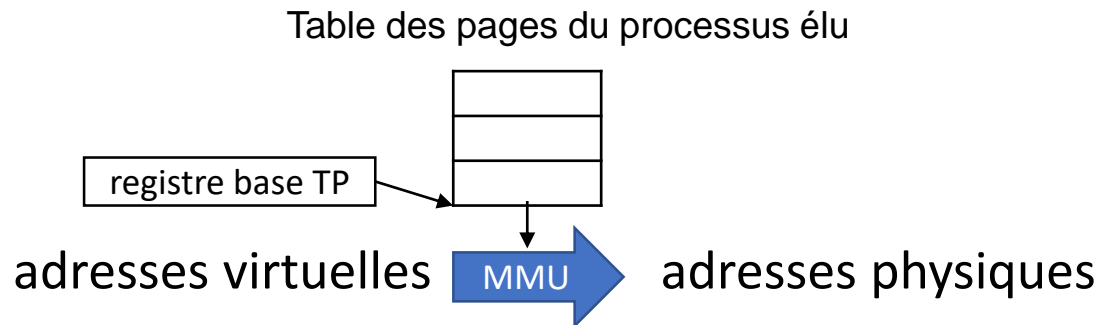 Table des pages du processus élu
registre base TP
adresses virtuelles MMU adresses physiques